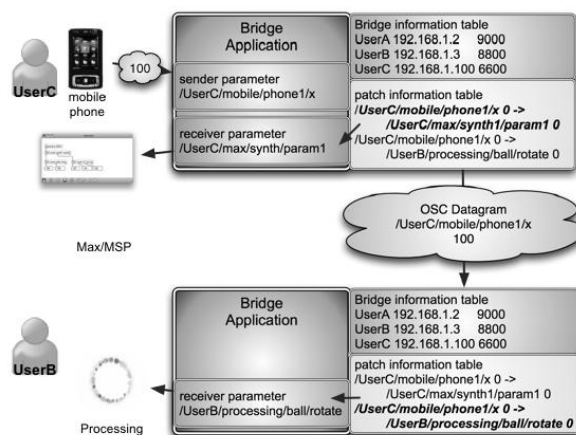 UserC
mobile
phone
100
Bridge
Application
sender parameter
/UserC/mobile/phone1/x
receiver parameter
/UserC/max/synth/param1
Bridge information table
UserA 192.168.1.2 9000
UserB 192.168.1.3 8800
UserC 192.168.1.100 6600
patch information table
/UserC/mobile/phone1/x 0 ->
/UserC/max/synth1/param1 0
/UserC/mobile/phone1/x 0 ->
/UserB/processing/ball/rotate 0
Max/MSP
OSC Datagram
/UserC/mobile/phone1/x
100
UserB
Processing
Bridge
Application
receiver parameter
/UserB/processing/ball/rotate
Bridge information table
UserA 192.168.1.2 9000
UserB 192.168.1.3 8800
UserC 192.168.1.100 6600
patch information table
/UserC/mobile/phone1/x 0 ->
/UserC/max/synth1/param1 0
/UserC/mobile/phone1/x 0 ->
/UserB/processing/ball/rotate 0